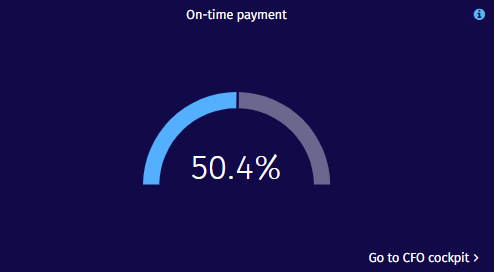 On-time payment
50.4%
Go to CFO cockpit >